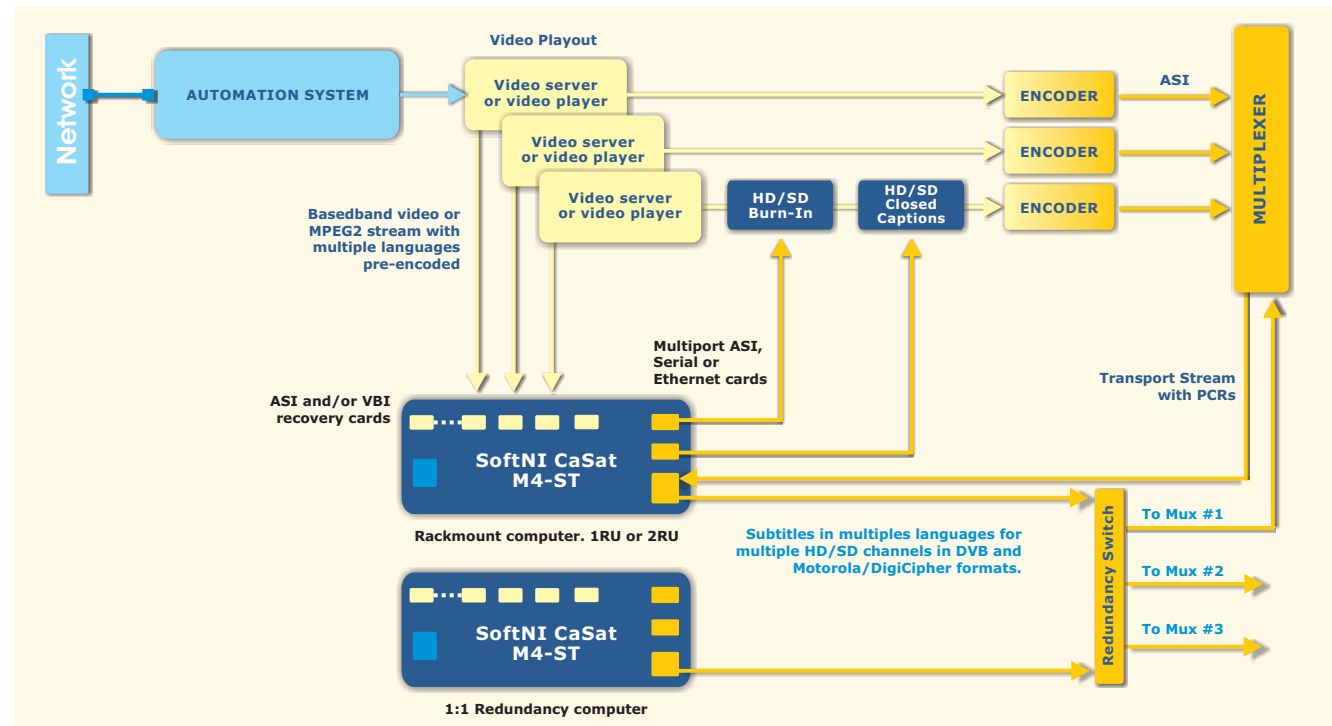 Network
AUTOMATION SYSTEM
Video Playout
Video server
or video player
Video server
or video player
Video server
or video player
HD/SD
Burn-In
HD/SD
Closed
Captions
ENCODER
ENCODER
ENCODER
ASI
MULTIPLEXER
Basedband video or
MPEG2 stream with
multiple languages
pre-encoded
Multiport ASI,
Serial or
Ethernet cards
Transport Stream
with PCRs
ASI and/or VBI
recovery cards
SoftNI CaSat
M4-ST
Rackmount computer. 1RU or 2RU
Subtitles in multiples languages for
multiple HD/SD channels in DVB and
Motorola/DigiCipher formats.
Redundancy Switch
To Mux #1
To Mux #2
To Mux #3
SoftNI CaSat
M4-ST
1:1 Redundancy computer